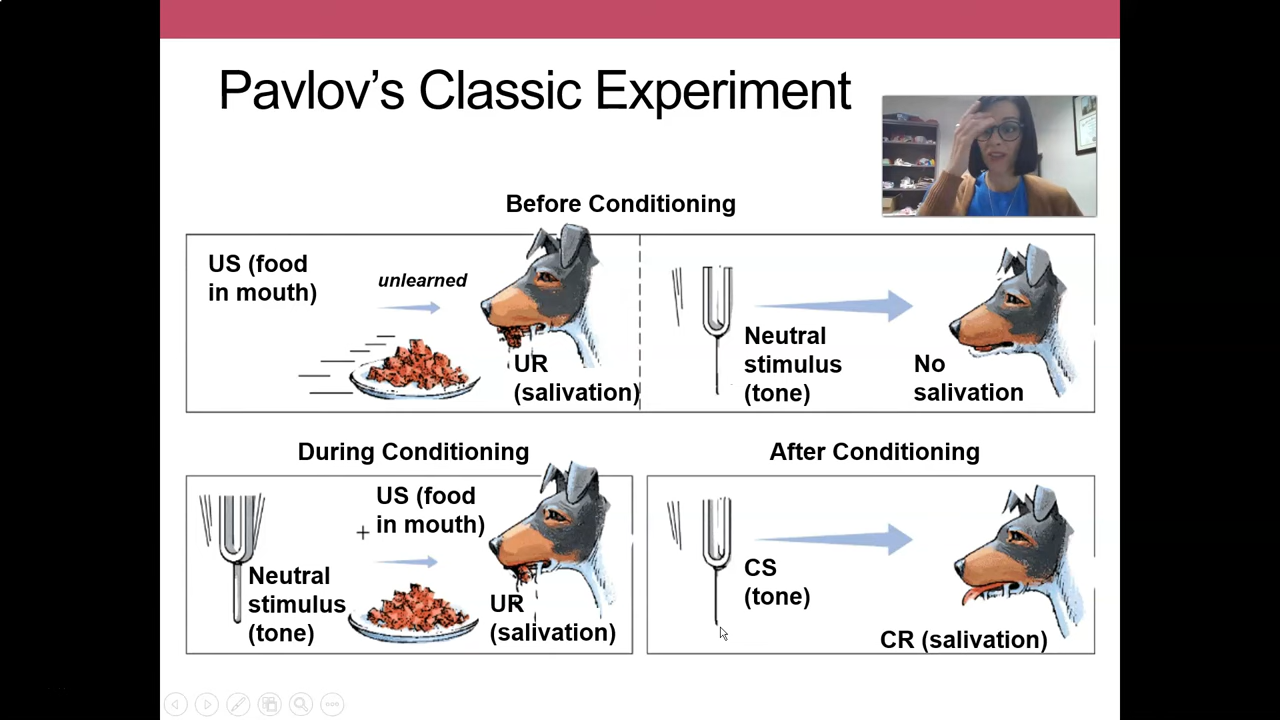 Pavlov's Classic Experiment
Before Conditioning
US (food
in mouth)
unlearned
UR
(salivation)
Neutral
stimulus
(tone)
No
salivation
During Conditioning
US (food
in mouth)
+
Neutral
stimulus
(tone)
UR
(salivation)
After Conditioning
CS
(tone)
CR (salivation)